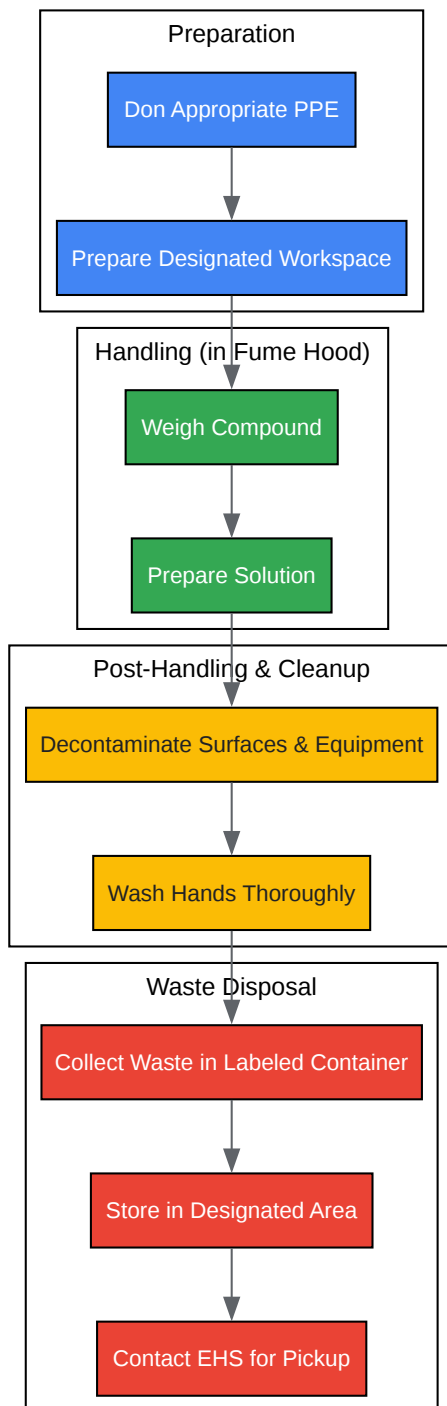 Preparation
Don Appropriate PPE
Prepare Designated Workspace
Handling (in Fume Hood)
Weigh Compound
Prepare Solution
Post-Handling & Cleanup
Decontaminate Surfaces & Equipment
Wash Hands Thoroughly
Waste Disposal
Collect Waste in Labeled Container
Store in Designated Area
Contact EHS for Pickup